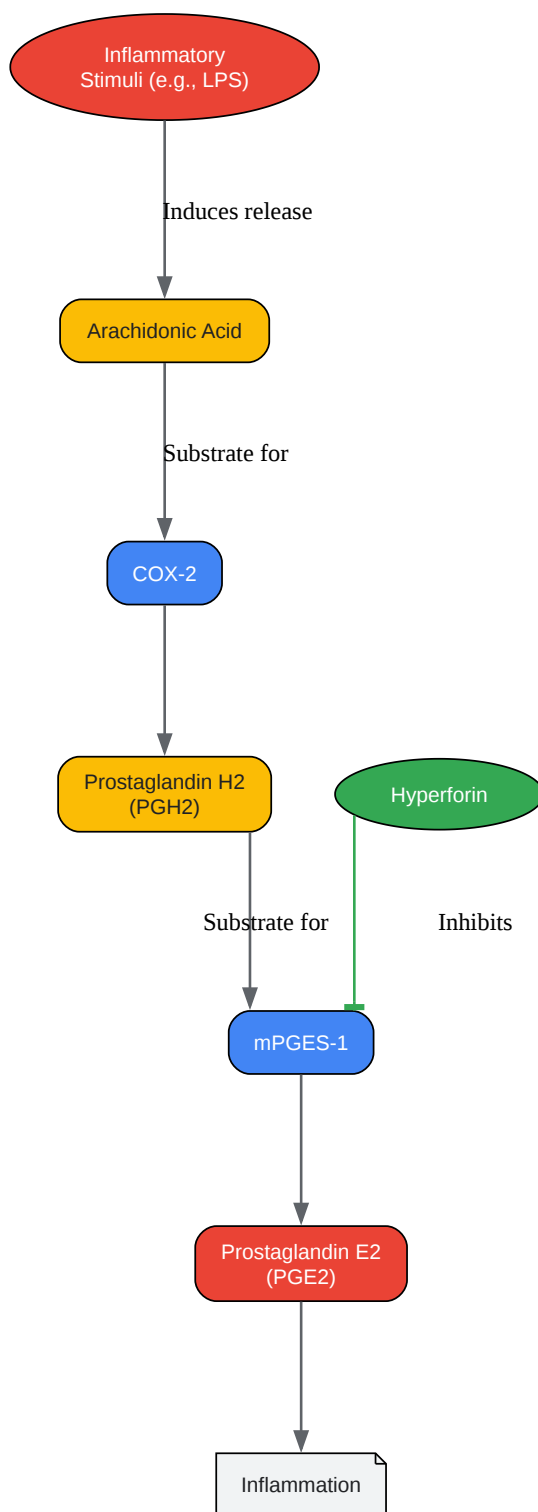 Inflammatory
Stimuli (e.g., LPS)
Induces release
Arachidonic Acid
Substrate for
COX-2
Prostaglandin H2
(PGH2)
Hyperforin
Substrate for
Inhibits
mPGES-1
Prostaglandin E2
(PGE2)
Inflammation